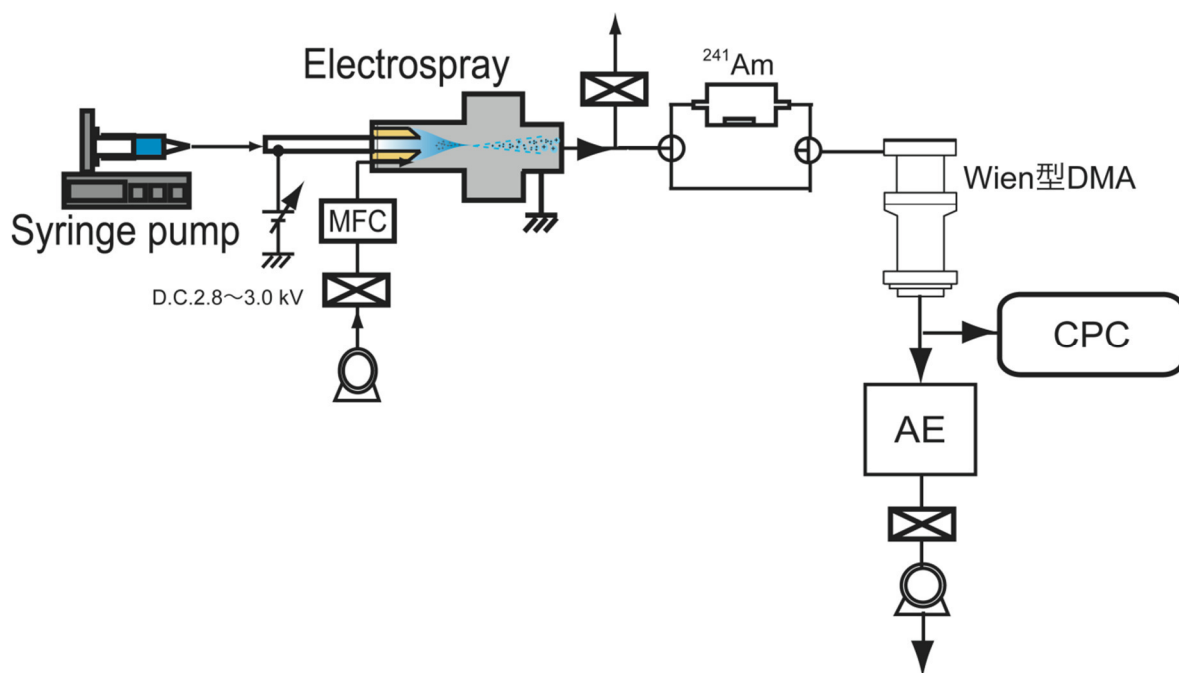 Electrospray
²⁴¹Am
Wien型DMA
Syringe pump
MFC
D.C.2.8～3.0 kV
CPC
AE